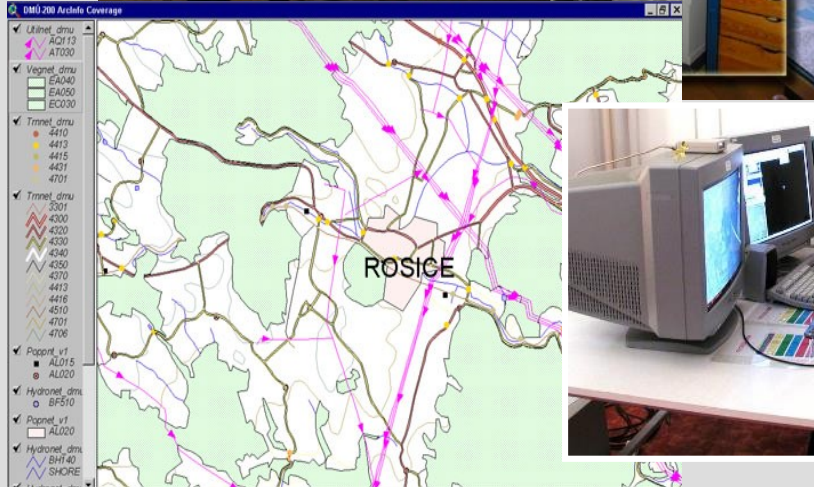 DMÚ 200 ArcInfo Coverage
Utilnet_dmu
AQ113
AT030
Vegnet_dmu
EA040
EA050
EC030
Trnnet_dmu
4410
4413
4415
4431
4701
Trnnet_dmu
3301
4300
4320
4330
4340
4350
4370
4413
4416
4510
4701
4706
Poppnt_v1
AL015
AL020
Hydronet_dmu
BF510
Popnet_v1
AL020
Hydronet_dmu
BH140
SHORE
ROSICE